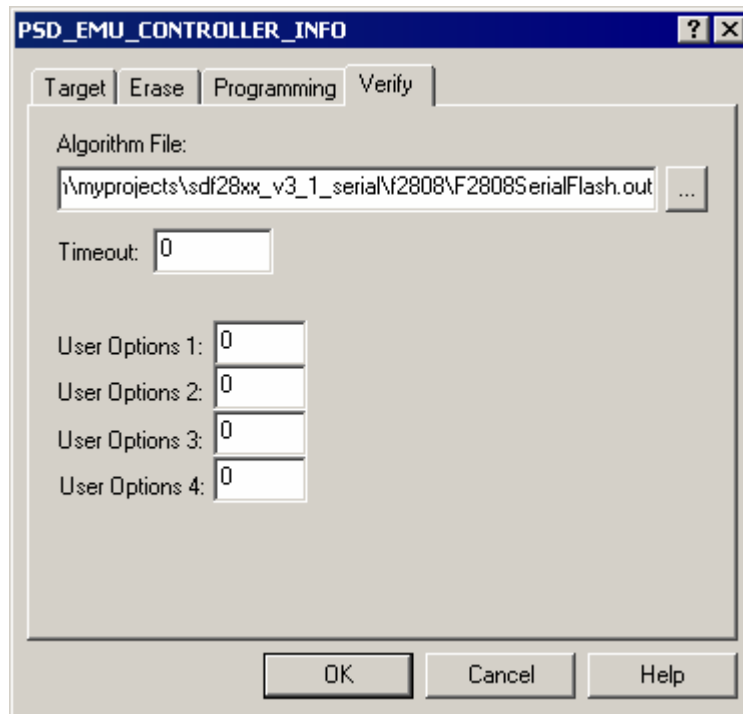 PSD_EMU_CONTROLLER_INFO ? X
Target Erase Programming Verify
Algorithm File:
\myprojects\sdf28xx_v3_1_serial\f2808\F2808SerialFlash.out ...
Timeout: 0
User Options 1: 0
User Options 2: 0
User Options 3: 0
User Options 4: 0
OK Cancel Help